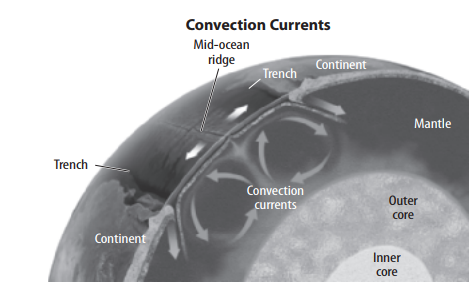 Convection Currents
Mid-ocean
ridge
Trench
Continent
Mantle
Trench
Convection
currents
Outer
core
Continent
Inner
core